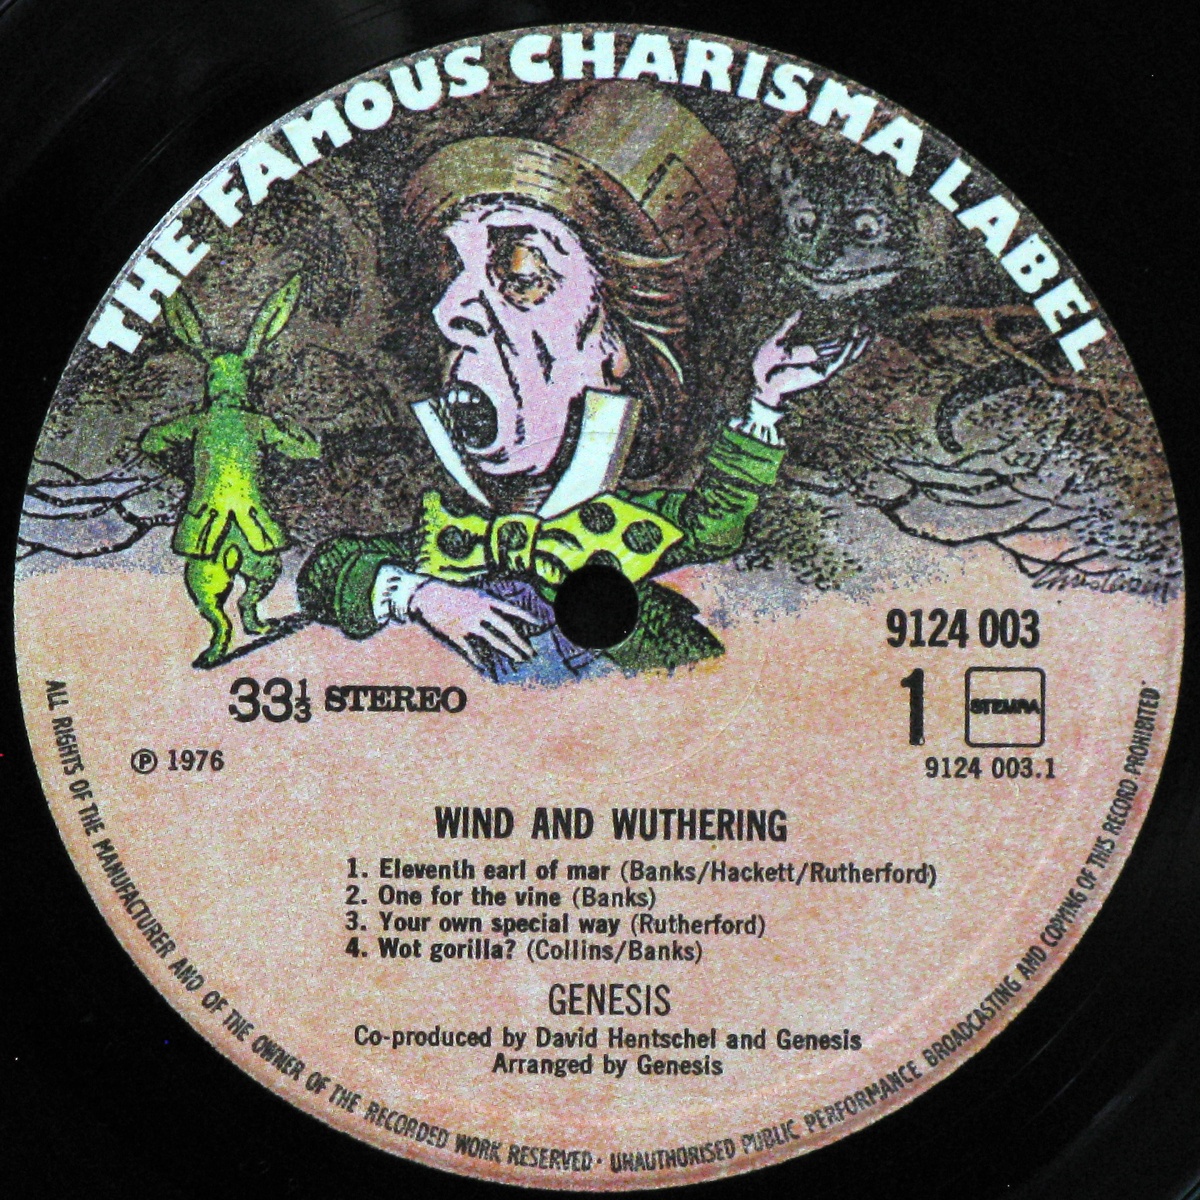 THE FAMOUS CHARISMA LABEL
9124 003
33⅓ STEREO
1 STEMRA
℗ 1976
9124 003.1
WIND AND WUTHERING
1. Eleventh earl of mar (Banks/Hackett/Rutherford)
2. One for the vine (Banks)
3. Your own special way (Rutherford)
4. Wot gorilla? (Collins/Banks)
GENESIS
Co-produced by David Hentschel and Genesis
Arranged by Genesis
ALL RIGHTS OF THE MANUFACTURER AND OF THE OWNER OF THE RECORDED WORK RESERVED · UNAUTHORISED PUBLIC PERFORMANCE BROADCASTING AND COPYING OF THIS RECORD PROHIBITED